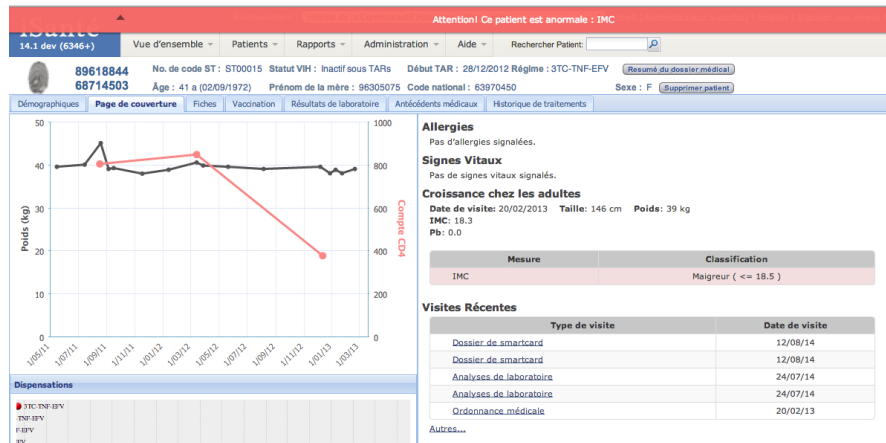 Attention! Ce patient est anormale : IMC
iSanté
14.1 dev (6346+)
Vue d'ensemble Patients Rapports Administration Aide Rechercher Patient:
89618844 No. de code ST : ST00015 Statut VIH : Inactif sous TARs Début TAR : 28/12/2012 Régime : 3TC-TNF-EFV Resumé du dossier médical
68714503 Âge : 41 a (02/09/1972) Prénom de la mère : 96305075 Code national : 63970450 Sexe : F Supprimer patient
Démographiques Page de couverture Fiches Vaccination Résultats de laboratoire Antécédents médicaux Historique de traitements
50
40
30
20
10
0
Poids (kg)
1000
800
600
400
200
0
Compte CD4
1/05/11 1/07/11 1/09/11 1/11/11 1/01/12 1/03/12 1/05/12 1/07/12 1/09/12 1/11/12 1/01/13 1/03/13
Dispensations
3TC-TNF-EFV
-TNF-EFV
F-EFV
EFV
Allergies
Pas d'allergies signalées.
Signes Vitaux
Pas de signes vitaux signalés.
Croissance chez les adultes
Date de visite: 20/02/2013 Taille: 146 cm Poids: 39 kg
IMC: 18.3
Pb: 0.0
Mesure Classification
IMC Maigreur ( <= 18.5 )
Visites Récentes
Type de visite Date de visite
Dossier de smartcard 12/08/14
Dossier de smartcard 12/08/14
Analyses de laboratoire 24/07/14
Analyses de laboratoire 24/07/14
Ordonnance médicale 20/02/13
Autres...